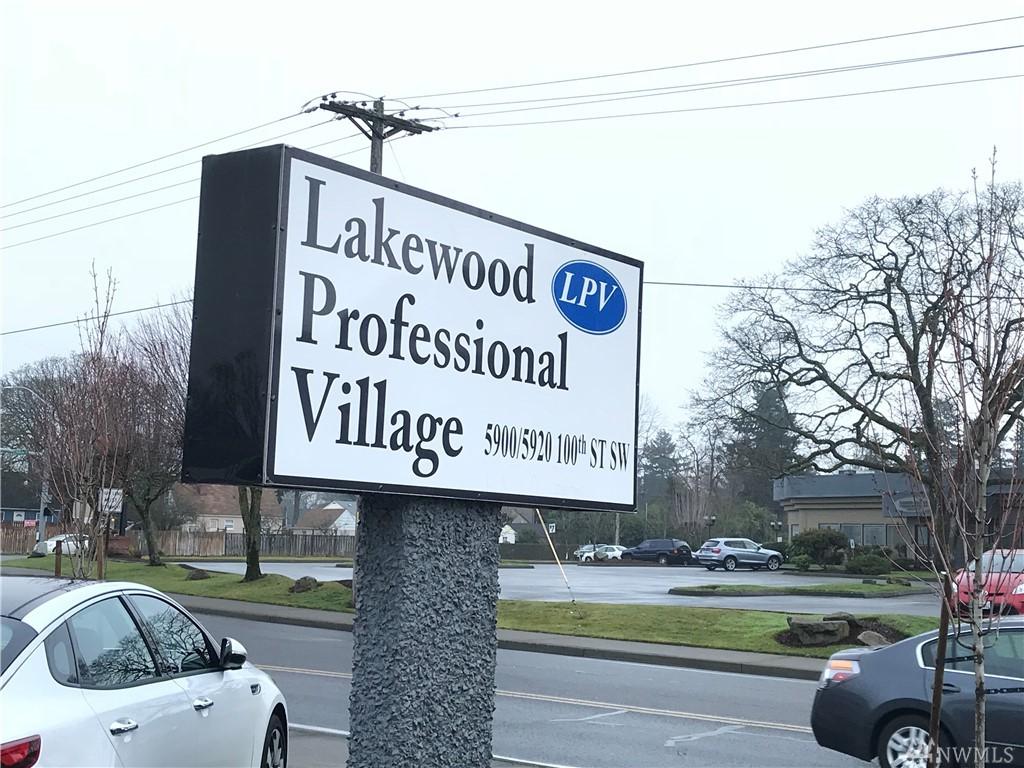 Lakewood
LPV
Professional
Village
5900/5920 100th ST SW
NWMLS